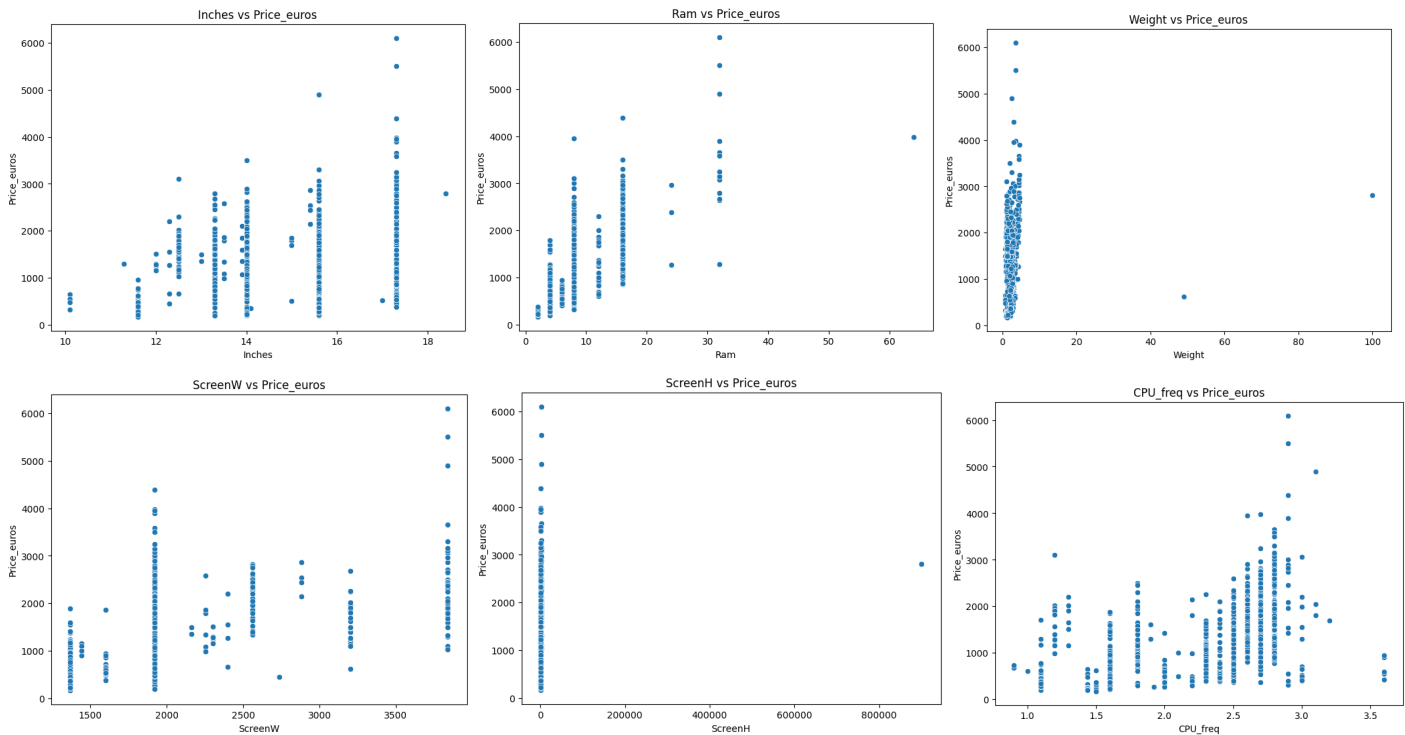 Inches vs Price_euros
Price_euros
6000
5000
4000
3000
2000
1000
0
10 12 14 16 18
Inches
Ram vs Price_euros
Price_euros
6000
5000
4000
3000
2000
1000
0
0 10 20 30 40 50 60
Ram
Weight vs Price_euros
Price_euros
6000
5000
4000
3000
2000
1000
0
0 20 40 60 80 100
Weight
ScreenW vs Price_euros
Price_euros
6000
5000
4000
3000
2000
1000
0
1500 2000 2500 3000 3500
ScreenW
ScreenH vs Price_euros
Price_euros
6000
5000
4000
3000
2000
1000
0
0 200000 400000 600000 800000
ScreenH
CPU_freq vs Price_euros
Price_euros
6000
5000
4000
3000
2000
1000
0
1.0 1.5 2.0 2.5 3.0 3.5
CPU_freq